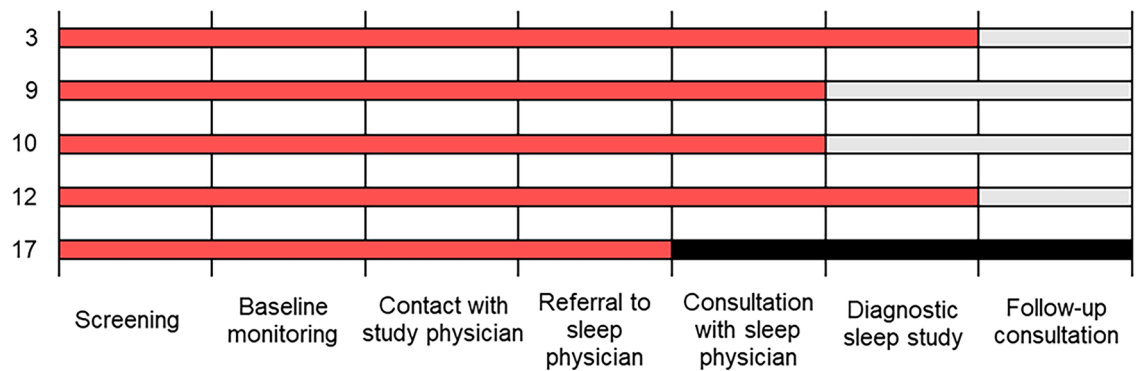 3
9
10
12
17
Screening
Baseline
monitoring
Contact with
study physician
Referral to
sleep
physician
Consultation
with sleep
physician
Diagnostic
sleep study
Follow-up
consultation